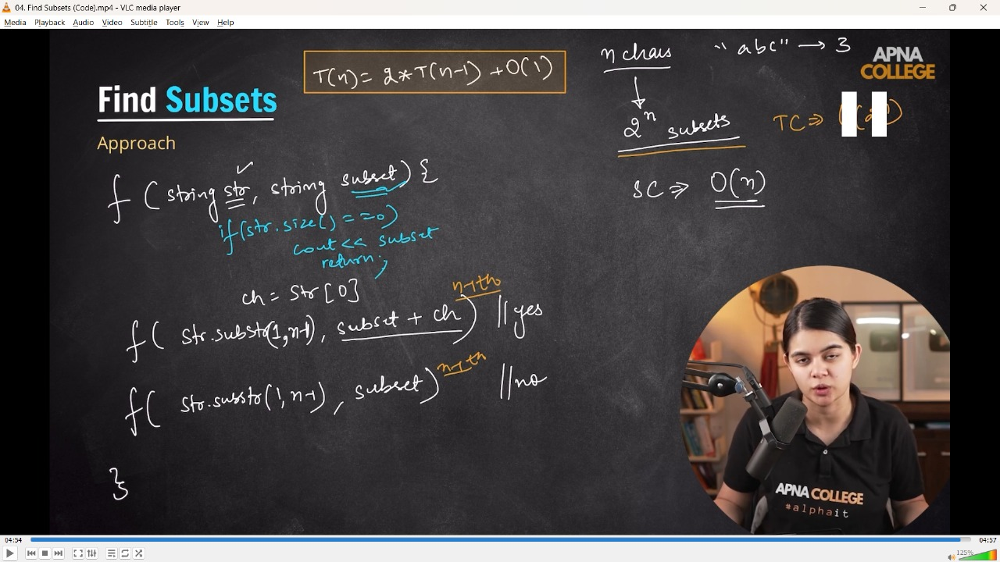 04. Find Subsets (Code).mp4 - VLC media player
Media Playback Audio Video Subtitle Tools View Help
T(n)= 2*T(n-1) +O(1)
n chars
"abc" → 3
APNA
COLLEGE
Find Subsets
2^n subsets
TC ⇒
Approach
f ( string str, string subset) {
SC ⇒ O(n)
if(str.size() ==0)
cout << subset
return;
ch = str[0]
n-1th
f( str.substr(1,n-1), subset + ch) ||yes
n-1th
f( str.substr(1,n-1), subset) ||no
}
APNA COLLEGE
#alphait
04:54
04:57
125%